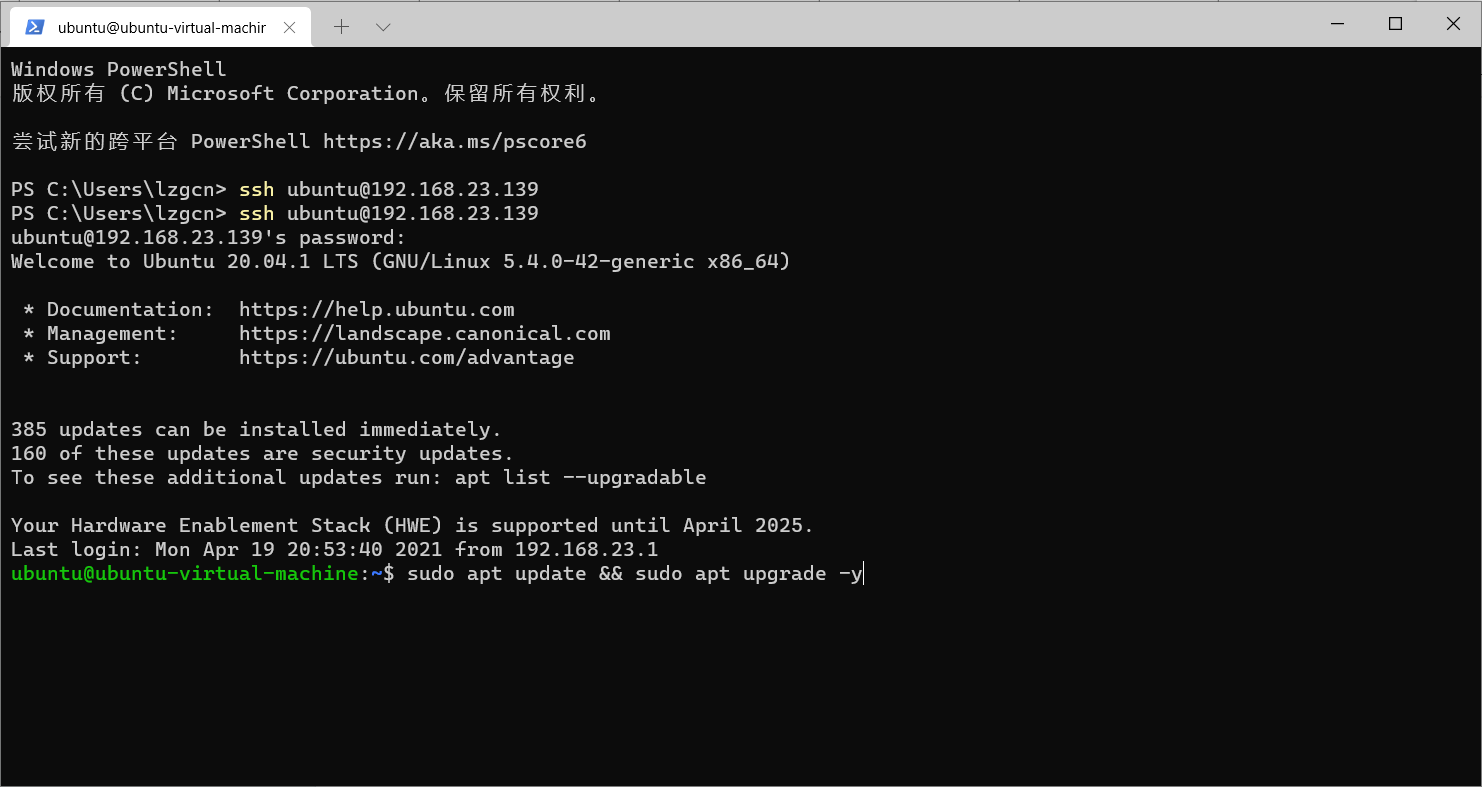 ubuntu@ubuntu-virtual-machir
Windows PowerShell
版权所有 (C) Microsoft Corporation。保留所有权利。
尝试新的跨平台 PowerShell https://aka.ms/pscore6
PS C:\Users\lzgcn> ssh ubuntu@192.168.23.139
PS C:\Users\lzgcn> ssh ubuntu@192.168.23.139
ubuntu@192.168.23.139's password:
Welcome to Ubuntu 20.04.1 LTS (GNU/Linux 5.4.0-42-generic x86_64)
* Documentation:  https://help.ubuntu.com
* Management:     https://landscape.canonical.com
* Support:        https://ubuntu.com/advantage
385 updates can be installed immediately.
160 of these updates are security updates.
To see these additional updates run: apt list --upgradable
Your Hardware Enablement Stack (HWE) is supported until April 2025.
Last login: Mon Apr 19 20:53:40 2021 from 192.168.23.1
ubuntu@ubuntu-virtual-machine:~$ sudo apt update && sudo apt upgrade -y